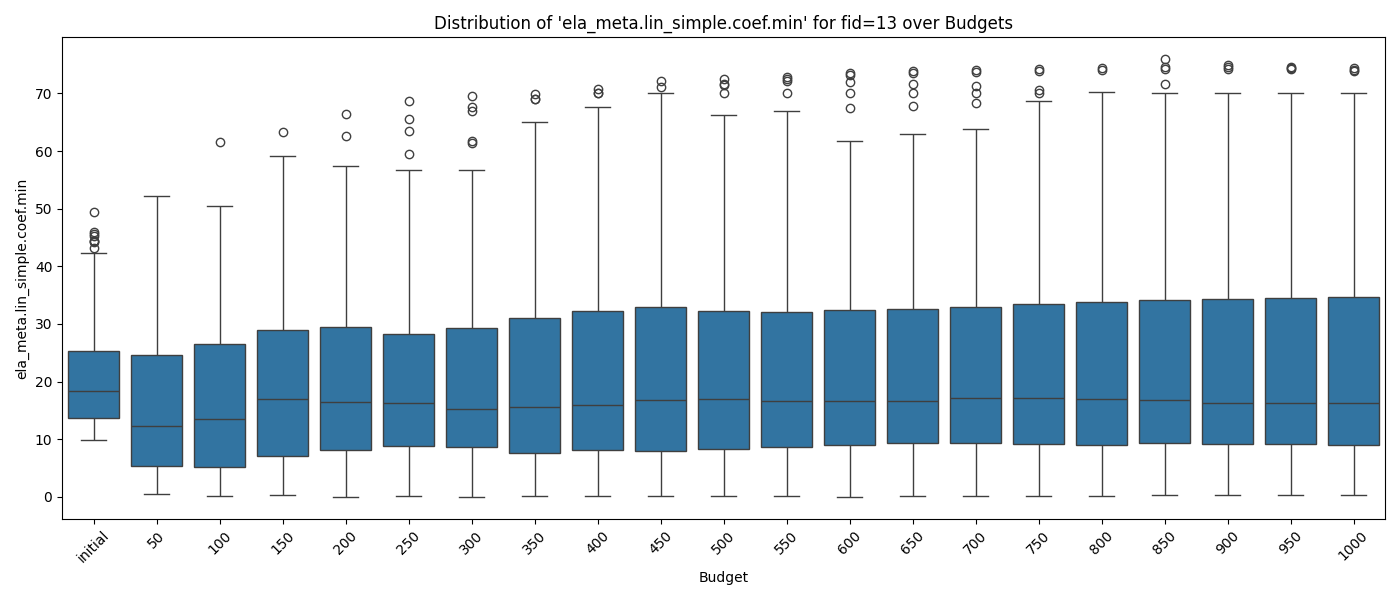 Distribution of 'ela_meta.lin_simple.coef.min' for fid=13 over Budgets
ela_meta.lin_simple.coef.min
70
60
50
40
30
20
10
0
initial 50 100 150 200 250 300 350 400 450 500 550 600 650 700 750 800 850 900 950 1000
Budget